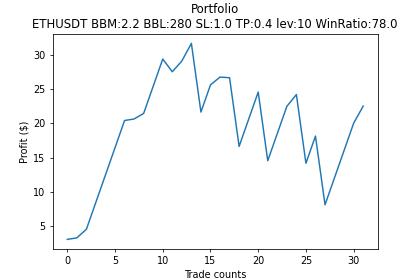 Portfolio
ETHUSDT BBM:2.2 BBL:280 SL:1.0 TP:0.4 lev:10 WinRatio:78.0
30
25
20
15
10
5
Profit ($)
0 5 10 15 20 25 30
Trade counts